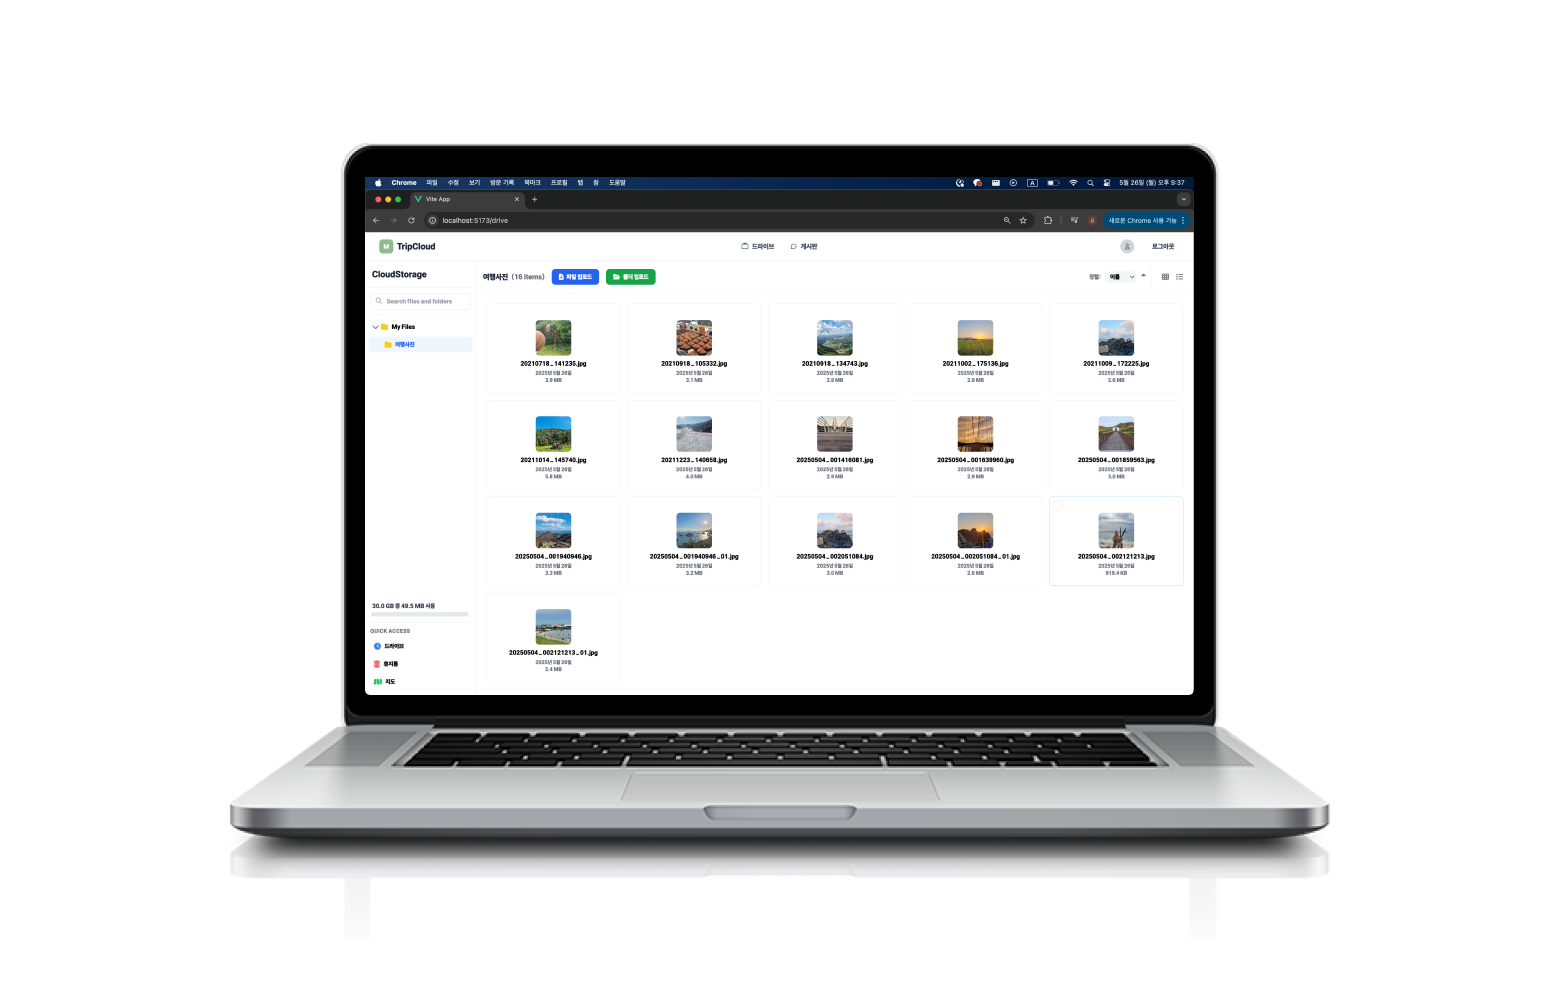 Chrome 파일 수정 보기 방문 기록 북마크 프로필 탭 창 도움말
A 5월 26일 (월) 오후 9:37
Vite App
localhost:5173/drive
새로운 Chrome 사용 가능
M TripCloud
드라이브 게시판
로그아웃
CloudStorage
여행사진 (16 items) 파일 업로드 폴더 업로드
정렬: 이름
Search files and folders
My Files
여행사진
20210718_141235.jpg
2025년 5월 26일
3.9 MB
20210918_105332.jpg
2025년 5월 26일
3.1 MB
20210918_134743.jpg
2025년 5월 26일
2.9 MB
20211002_175136.jpg
2025년 5월 26일
2.9 MB
20211009_172225.jpg
2025년 5월 26일
2.6 MB
20211014_145740.jpg
2025년 5월 26일
5.8 MB
20211223_140658.jpg
2025년 5월 26일
4.0 MB
20250504_001416081.jpg
2025년 5월 26일
2.9 MB
20250504_001639960.jpg
2025년 5월 26일
2.9 MB
20250504_001859563.jpg
2025년 5월 26일
3.0 MB
20250504_001940946.jpg
2025년 5월 26일
3.3 MB
20250504_001940946_01.jpg
2025년 5월 26일
3.2 MB
20250504_002051084.jpg
2025년 5월 26일
3.0 MB
20250504_002051084_01.jpg
2025년 5월 26일
2.6 MB
20250504_002121213.jpg
2025년 5월 26일
919.4 KB
20250504_002121213_01.jpg
2025년 5월 26일
2.4 MB
30.0 GB 중 49.5 MB 사용
QUICK ACCESS
드라이브
휴지통
지도